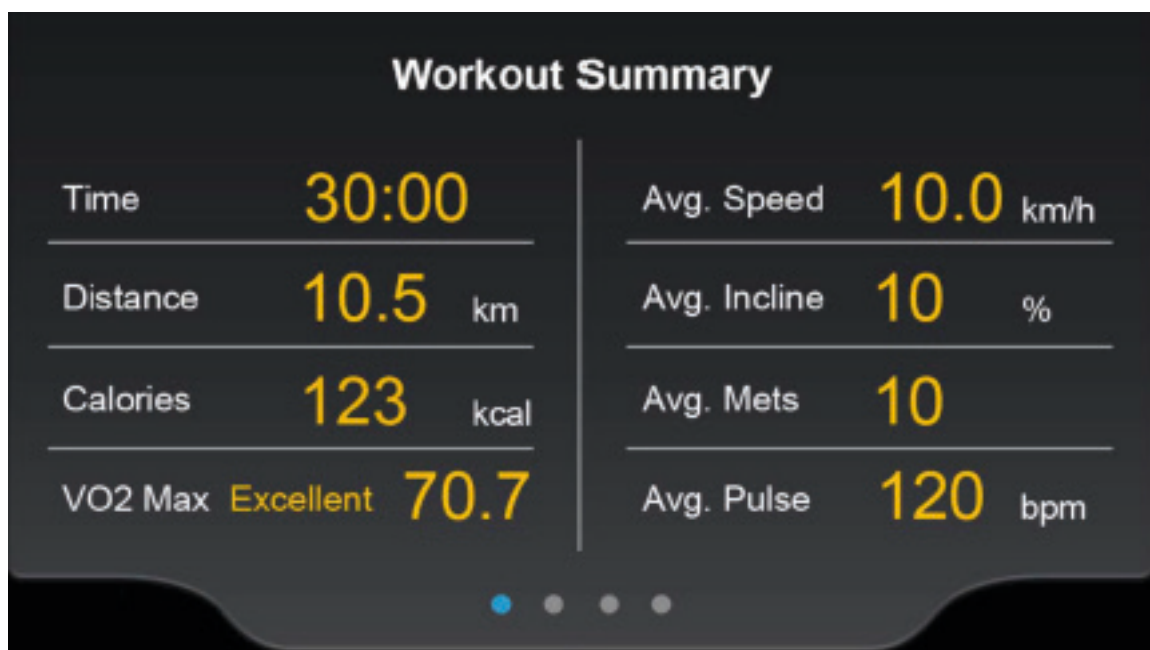 Workout Summary
Time 30:00
Distance 10.5 km
Calories 123 kcal
VO2 Max Excellent 70.7
Avg. Speed 10.0 km/h
Avg. Incline 10 %
Avg. Mets 10
Avg. Pulse 120 bpm